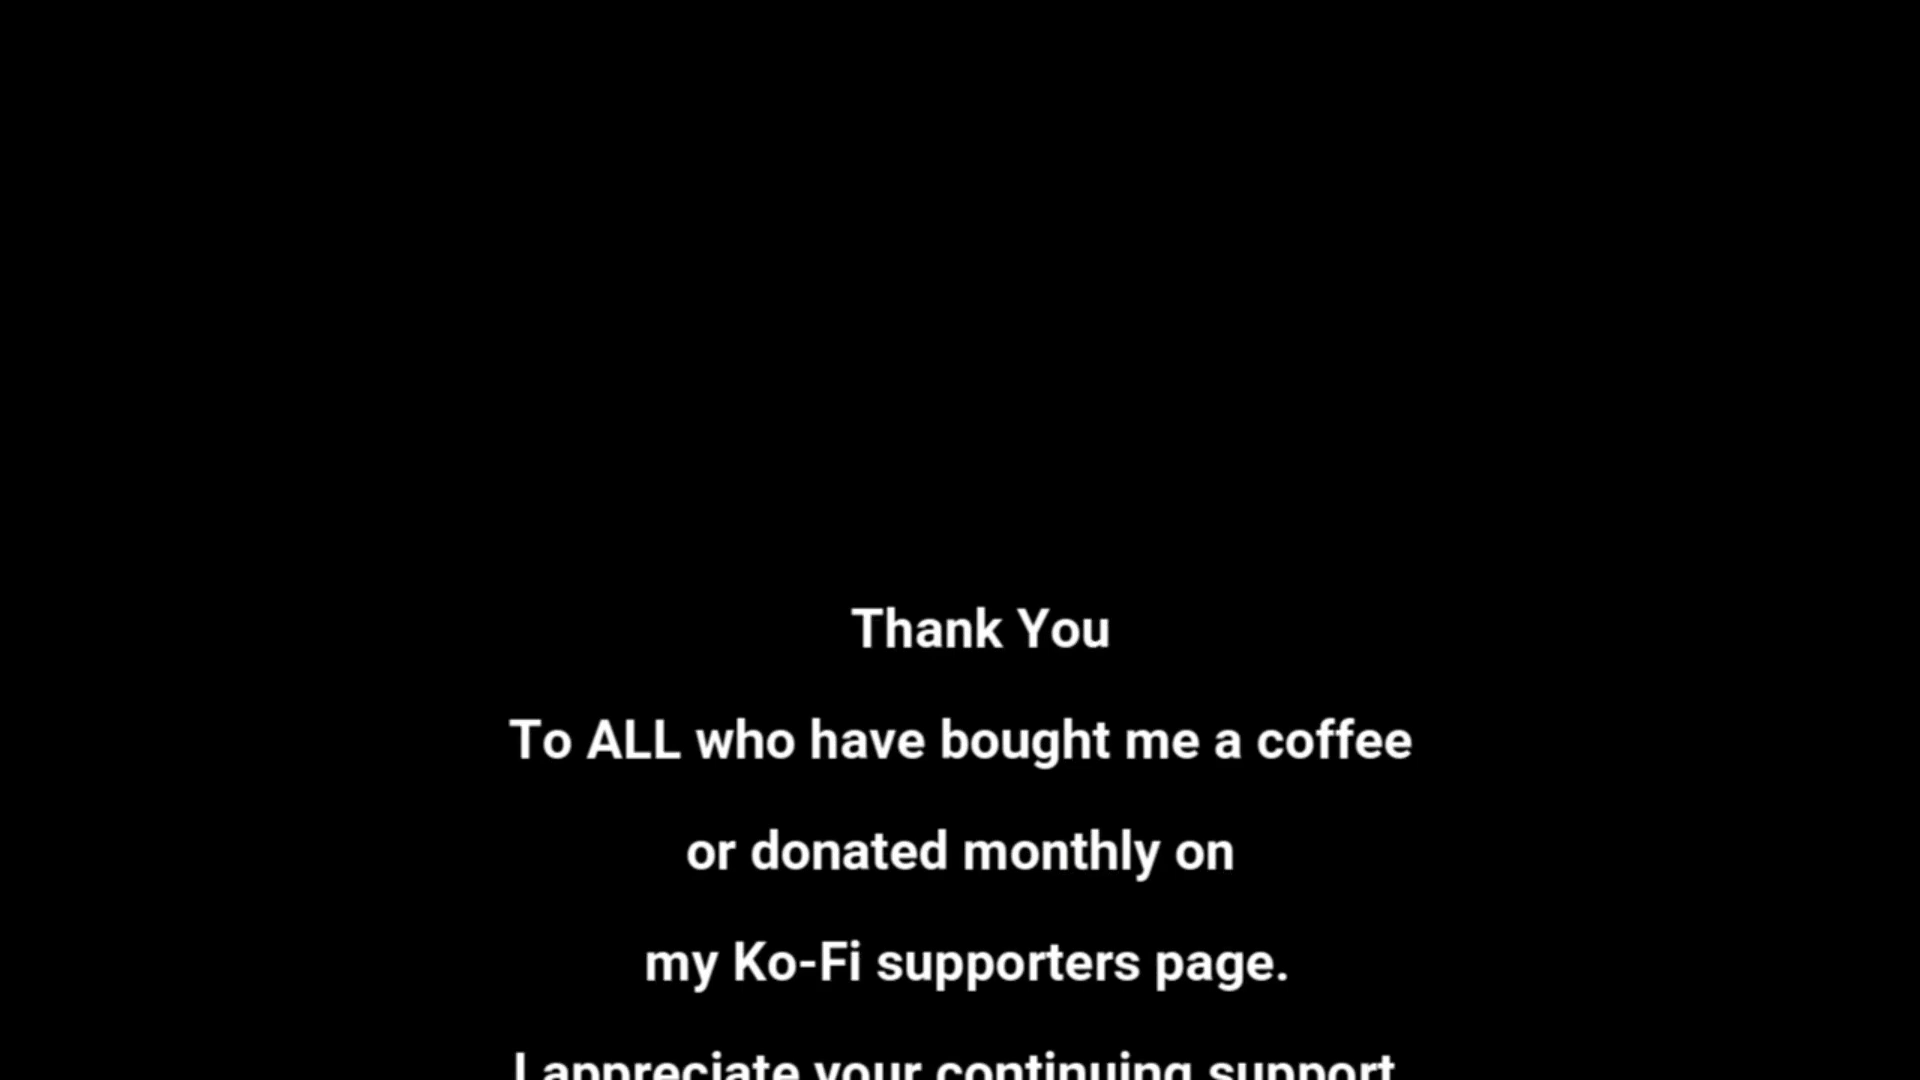 Thank You
To ALL who have bought me a coffee
or donated monthly on
my Ko-Fi supporters page.
I appreciate your continuing support